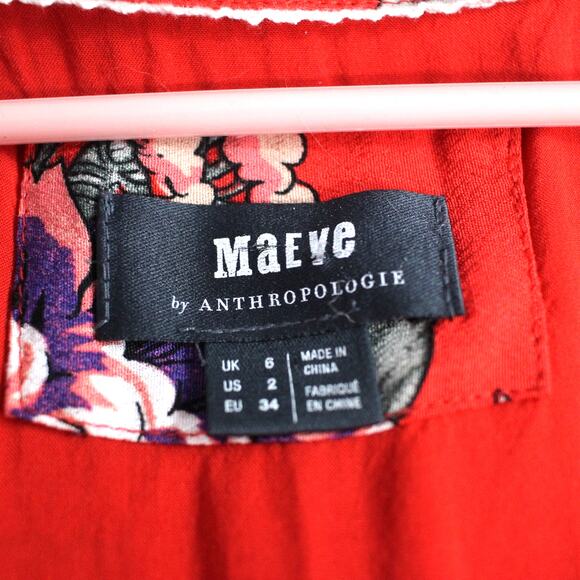 MaEve
by ANTHROPOLOGIE
UK 6
US 2
EU 34
MADE IN
CHINA
FABRIQUÉ
EN CHINE